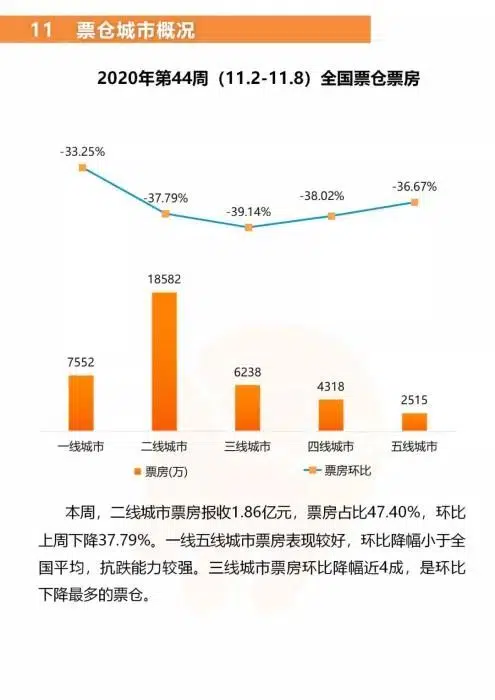 11 票仓城市概况
2020年第44周（11.2-11.8）全国票仓票房
-33.25%
-37.79%
-39.14%
-38.02%
-36.67%
7552
18582
6238
4318
2515
一线城市 二线城市 三线城市 四线城市 五线城市
票房(万) 票房环比
本周，二线城市票房报收1.86亿元，票房占比47.40%，环比
上周下降37.79%。一线五线城市票房表现较好，环比降幅小于全
国平均，抗跌能力较强。三线城市票房环比降幅近4成，是环比
下降最多的票仓。